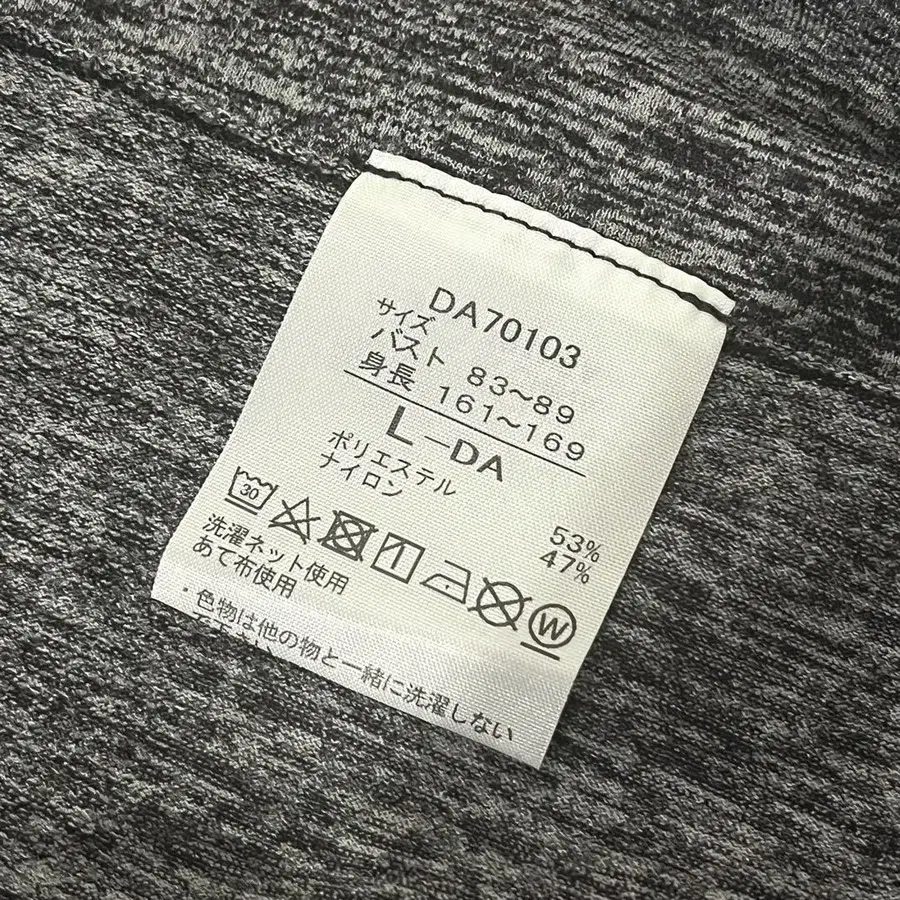 DA70103
サイズ
バスト 83～89
身長 161～169
L－DA
ポリエステル 53%
ナイロン 47%
30 W
洗濯ネット使用
あて布使用
・色物は他の物と一緒に洗濯しない